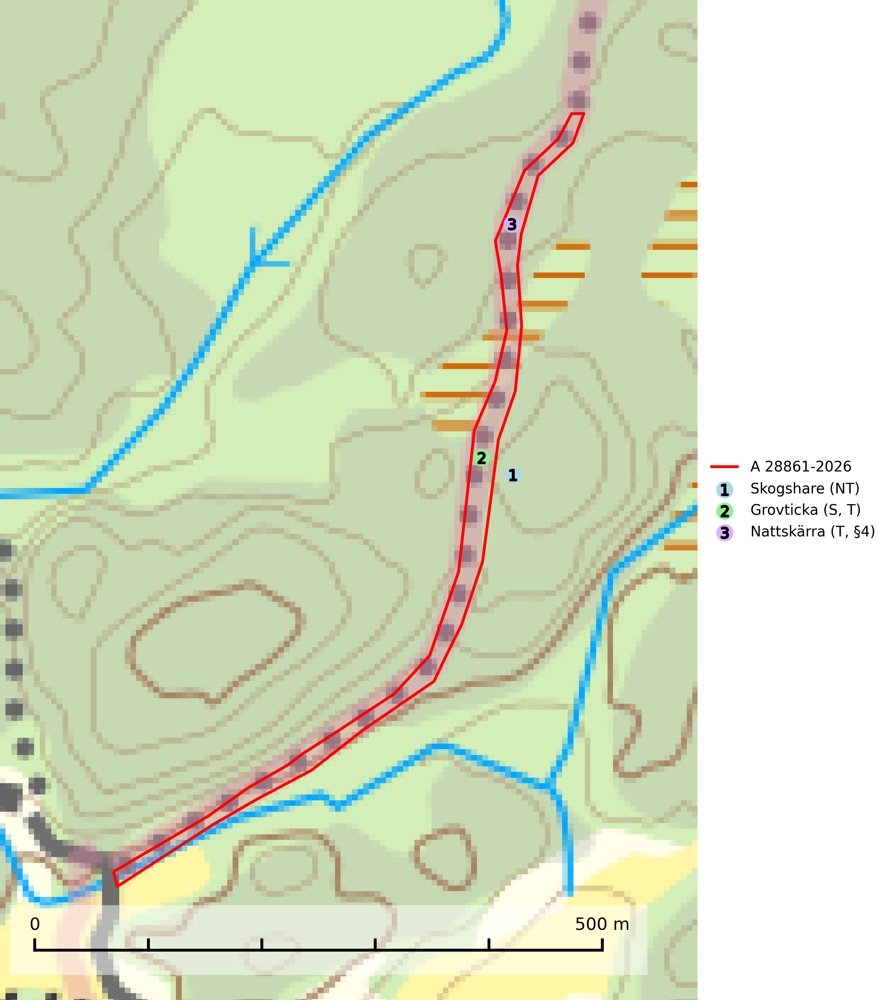 3
2
1
A 28861-2026
1 Skogshare (NT)
2 Grovticka (S, T)
3 Nattskärra (T, §4)
0 500 m